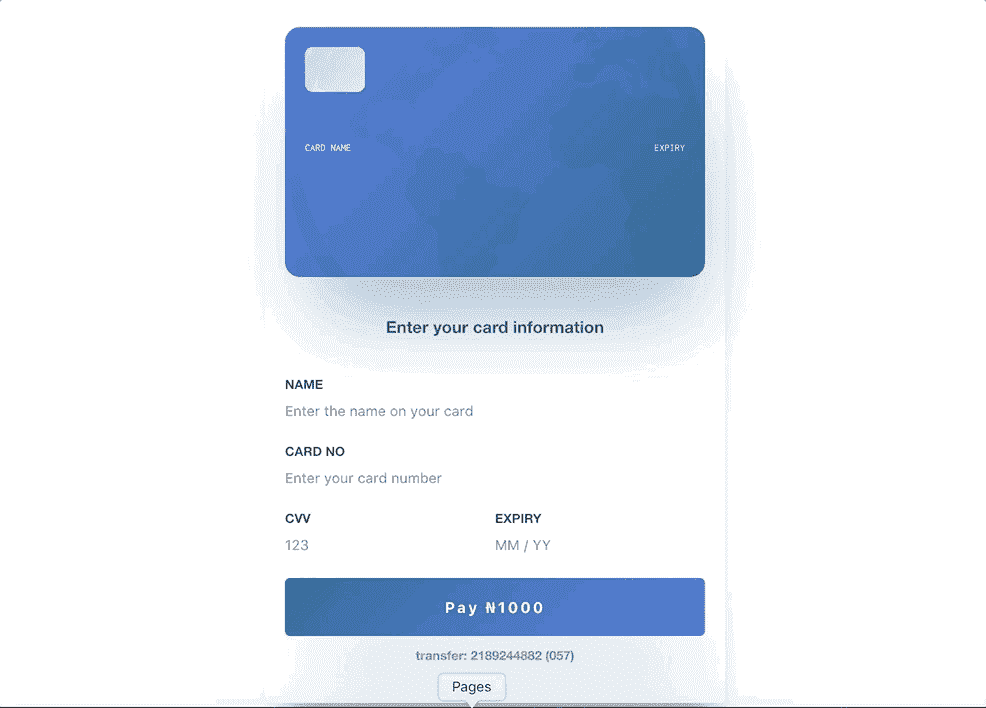 CARD NAME EXPIRY
Enter your card information
NAME
Enter the name on your card
CARD NO
Enter your card number
CVV EXPIRY
123 MM / YY
Pay ₦1000
transfer: 2189244882 (057)
Pages